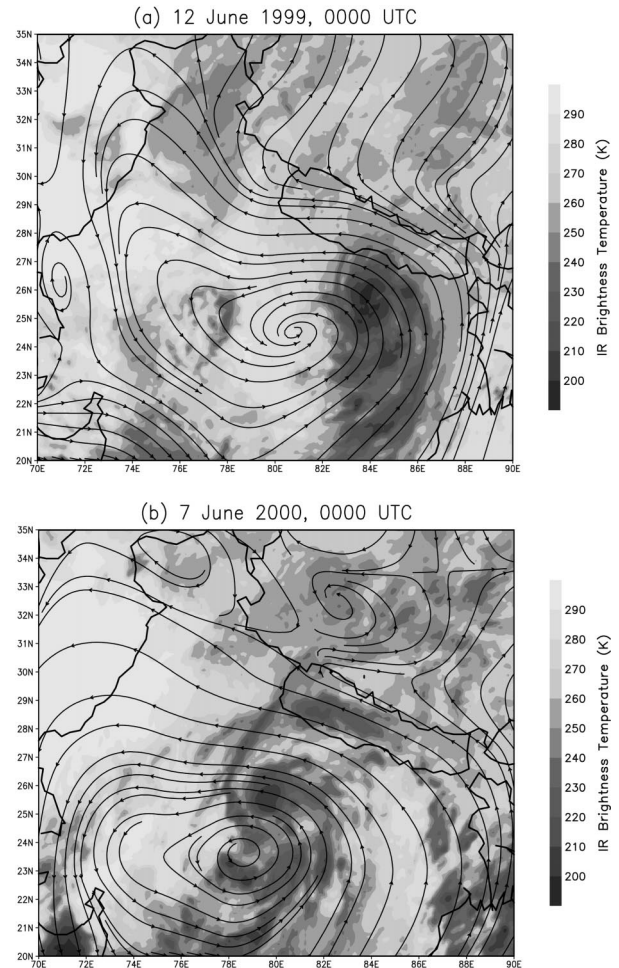 (a) 12 June 1999, 0000 UTC
35N
34N
33N
32N
31N
30N
29N
28N
27N
26N
25N
24N
23N
22N
21N
20N
70E 72E 74E 76E 78E 80E 82E 84E 86E 88E 90E
290
280
270
260
250
240
230
220
210
200
IR Brightness Temperature (K)
(b) 7 June 2000, 0000 UTC
35N
34N
33N
32N
31N
30N
29N
28N
27N
26N
25N
24N
23N
22N
21N
20N
70E 72E 74E 76E 78E 80E 82E 84E 86E 88E 90E
290
280
270
260
250
240
230
220
210
200
IR Brightness Temperature (K)